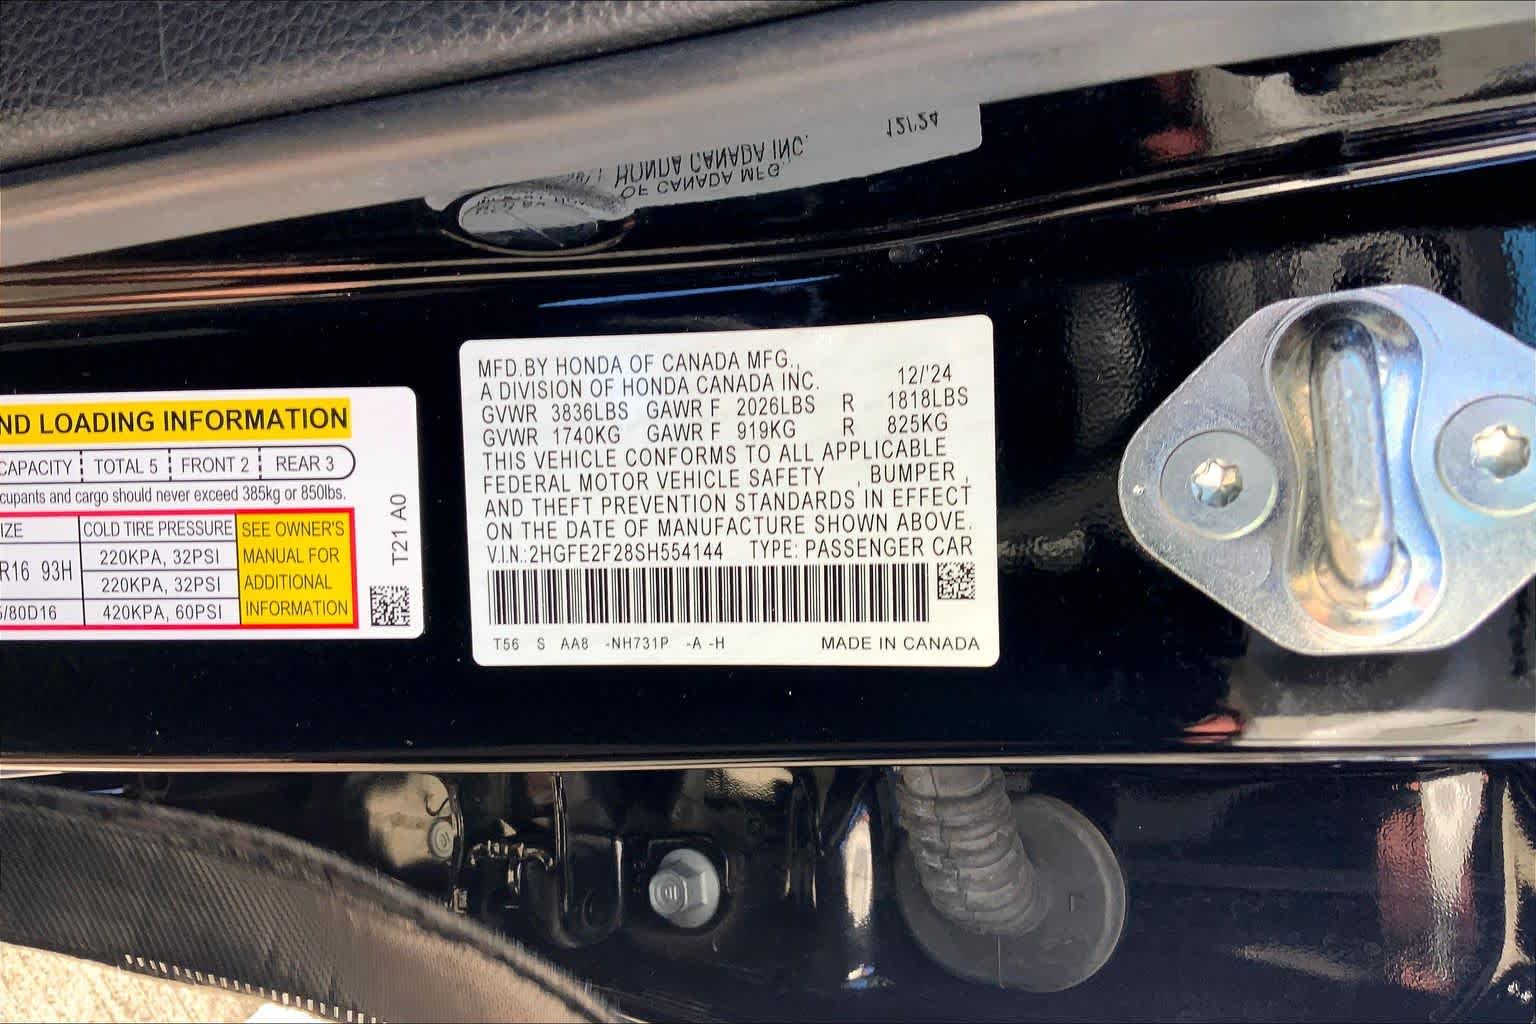 ND LOADING INFORMATION
CAPACITY TOTAL 5 FRONT 2 REAR 3
cupants and cargo should never exceed 385kg or 850lbs.
IZE COLD TIRE PRESSURE SEE OWNER'S
MANUAL FOR
ADDITIONAL
INFORMATION
R16 93H 220KPA, 32PSI
220KPA, 32PSI
/80D16 420KPA, 60PSI
T21 A0
MFD.BY HONDA OF CANADA MFG.,
A DIVISION OF HONDA CANADA INC. 12/'24
GVWR 3836LBS GAWR F 2026LBS R 1818LBS
GVWR 1740KG GAWR F 919KG R 825KG
THIS VEHICLE CONFORMS TO ALL APPLICABLE
FEDERAL MOTOR VEHICLE SAFETY , BUMPER ,
AND THEFT PREVENTION STANDARDS IN EFFECT
ON THE DATE OF MANUFACTURE SHOWN ABOVE.
V.I.N.:2HGFE2F28SH554144 TYPE: PASSENGER CAR
T56 S AA8 -NH731P -A -H MADE IN CANADA
HONDA CANADA INC. 12/'24
OF CANADA MFG